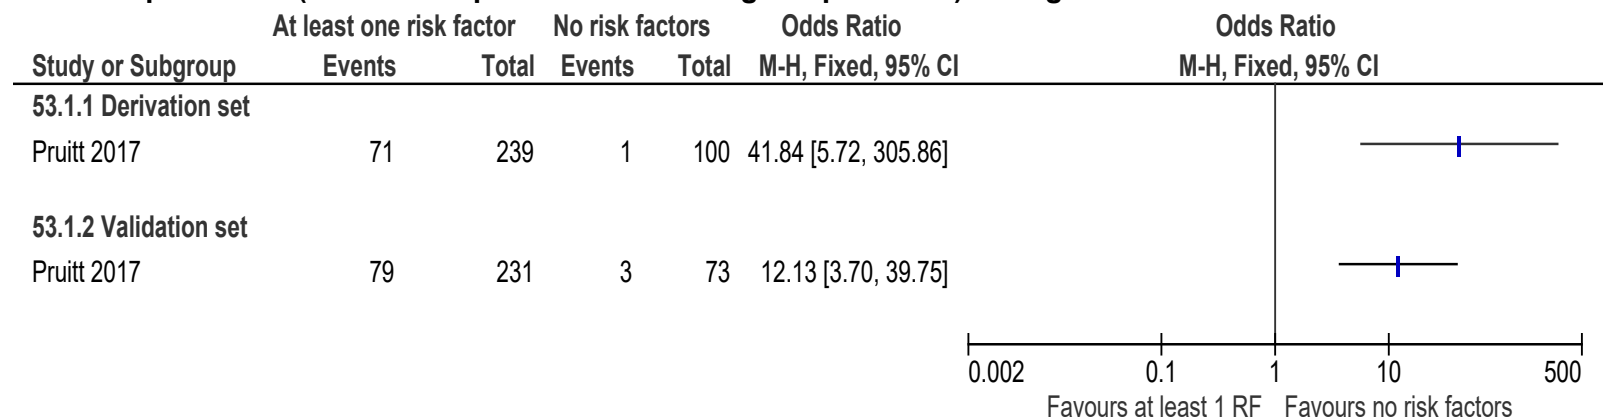 At least one risk factor No risk factors Odds Ratio Odds Ratio
Study or Subgroup Events Total Events Total M-H, Fixed, 95% CI M-H, Fixed, 95% CI
53.1.1 Derivation set
Pruitt 2017 71 239 1 100 41.84 [5.72, 305.86]
53.1.2 Validation set
Pruitt 2017 79 231 3 73 12.13 [3.70, 39.75]
0.002 0.1 1 10 500
Favours at least 1 RF Favours no risk factors